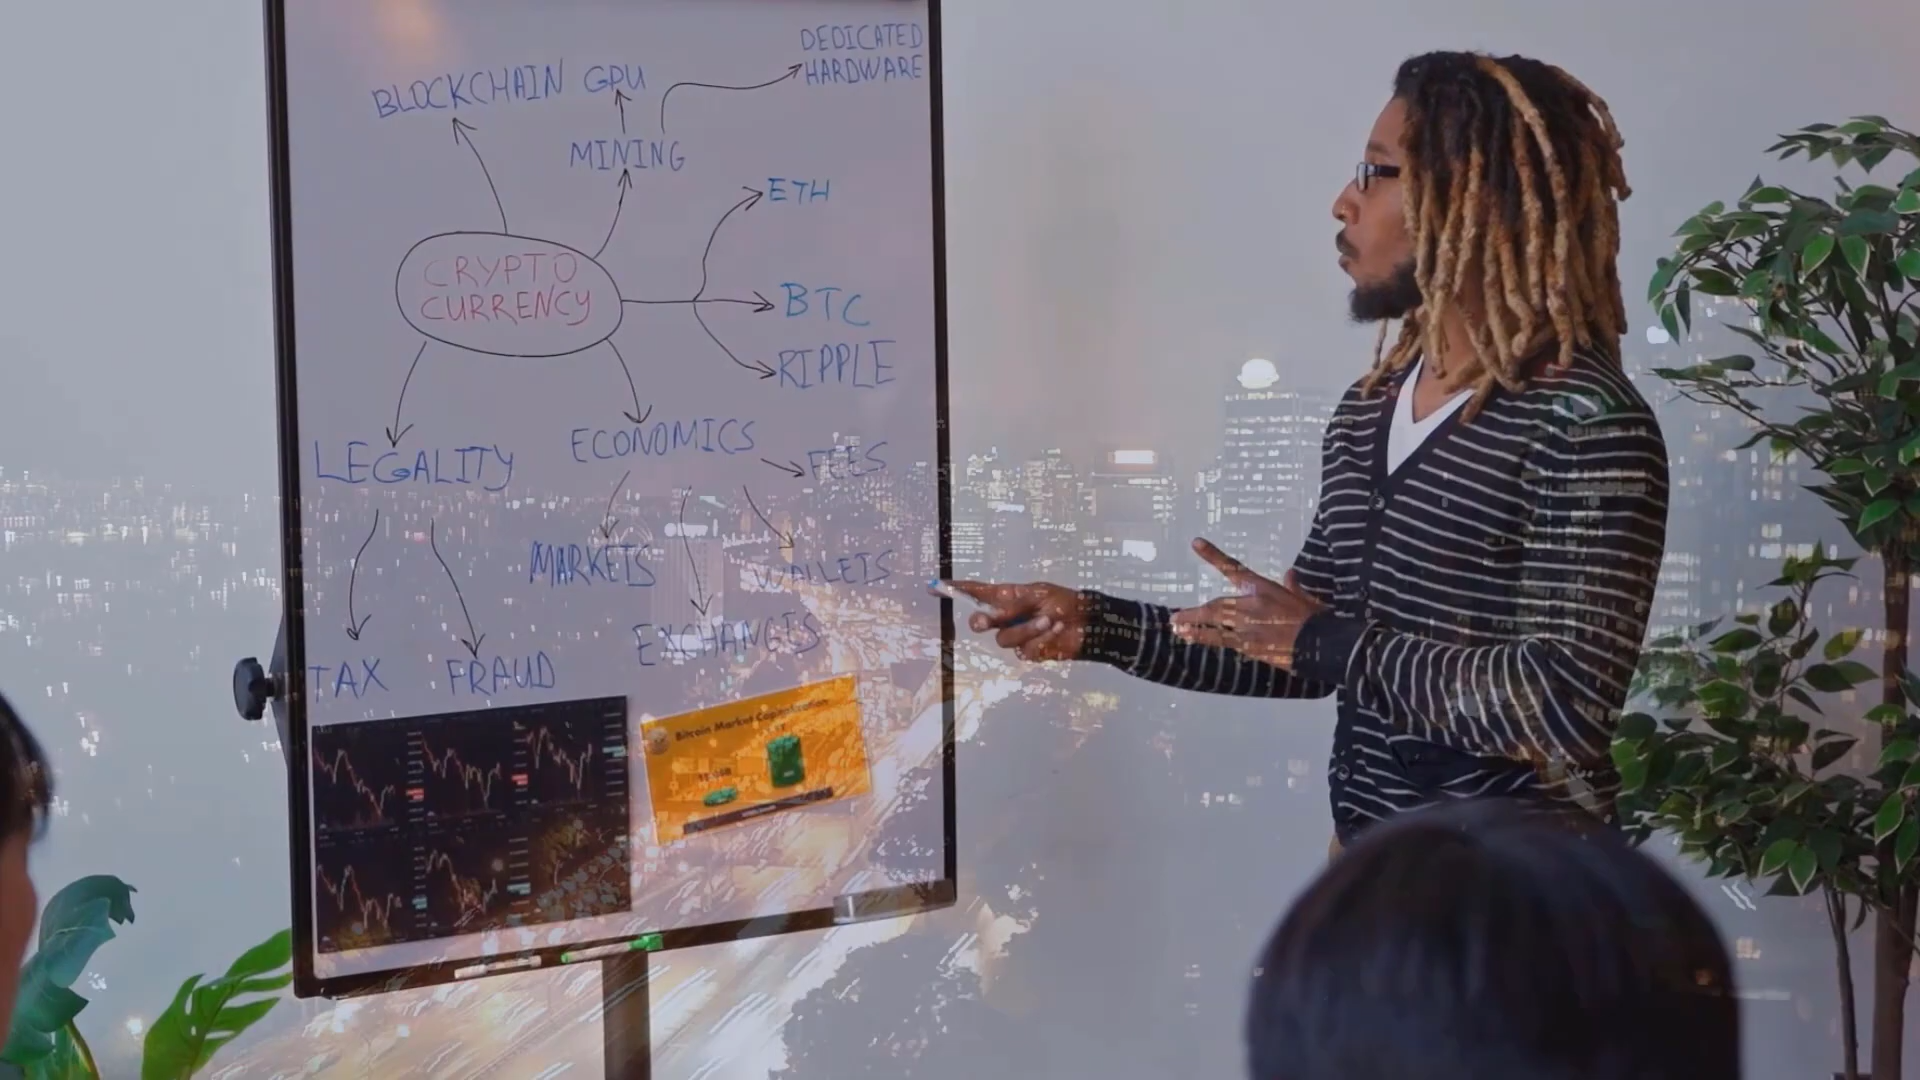 DEDICATED
HARDWARE
BLOCKCHAIN GPU
MINING
ETH
CRYPTO
CURRENCY
BTC
RIPPLE
LEGALITY
ECONOMICS
FEES
MARKETS
WALLETS
EXCHANGES
TAX
FRAUD
Bitcoin Market Capitalization